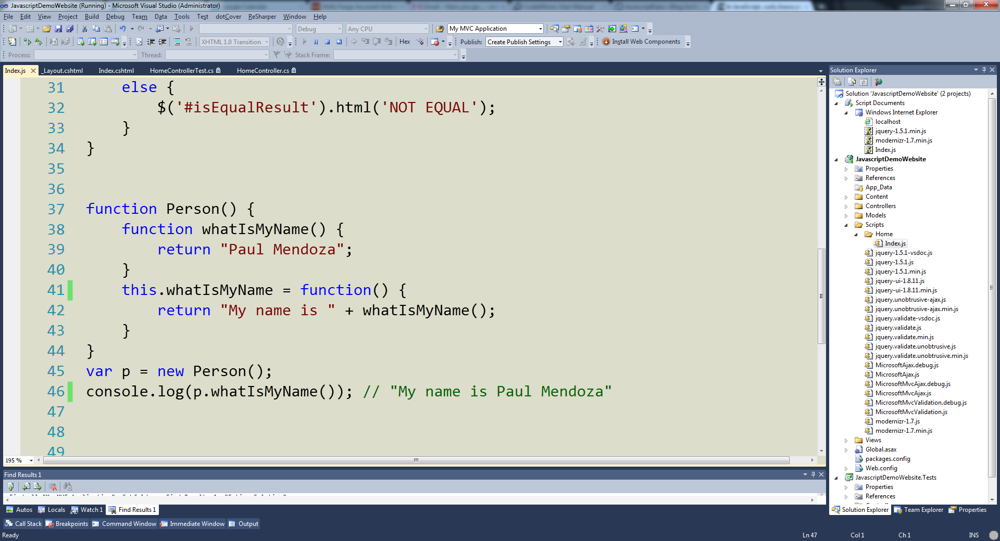 JavascriptDemoWebsite (Running) - Microsoft Visual Studio (Administrator)
File Edit View Project Build Debug Team Data Tools Test dotCover ReSharper Window Help
Debug Any CPU My MVC Application
XHTML 1.0 Transition Hex Publish: Create Publish Settings Install Web Components
Process: Thread: Stack Frame:
Index.js _Layout.cshtml Index.cshtml HomeControllerTest.cs HomeController.cs
31 else {
32 $('#isEqualResult').html('NOT EQUAL');
33 }
34 }
35
36
37 function Person() {
38 function whatIsMyName() {
39 return "Paul Mendoza";
40 }
41 this.whatIsMyName = function() {
42 return "My name is " + whatIsMyName();
43 }
44 }
45 var p = new Person();
46 console.log(p.whatIsMyName()); // "My name is Paul Mendoza"
47
48
49
195 %
Find Results 1
Autos Locals Watch 1 Find Results 1
Call Stack Breakpoints Command Window Immediate Window Output
Ready
Ln 47 Col 1 Ch 1 INS
Solution Explorer
Solution 'JavascriptDemoWebsite' (2 projects)
Script Documents
Windows Internet Explorer
localhost
jquery-1.5.1.min.js
modernizr-1.7.min.js
Index.js
JavascriptDemoWebsite
Properties
References
App_Data
Content
Controllers
Models
Scripts
Home
Index.js
jquery-1.5.1-vsdoc.js
jquery-1.5.1.js
jquery-1.5.1.min.js
jquery-ui-1.8.11.js
jquery-ui-1.8.11.min.js
jquery.unobtrusive-ajax.js
jquery.unobtrusive-ajax.min.js
jquery.validate-vsdoc.js
jquery.validate.js
jquery.validate.min.js
jquery.validate.unobtrusive.js
jquery.validate.unobtrusive.min.js
MicrosoftAjax.debug.js
MicrosoftAjax.js
MicrosoftMvcAjax.debug.js
MicrosoftMvcAjax.js
MicrosoftMvcValidation.debug.js
MicrosoftMvcValidation.js
modernizr-1.7.js
modernizr-1.7.min.js
Views
Global.asax
packages.config
Web.config
JavascriptDemoWebsite.Tests
Properties
References
Solution Explorer Team Explorer Properties